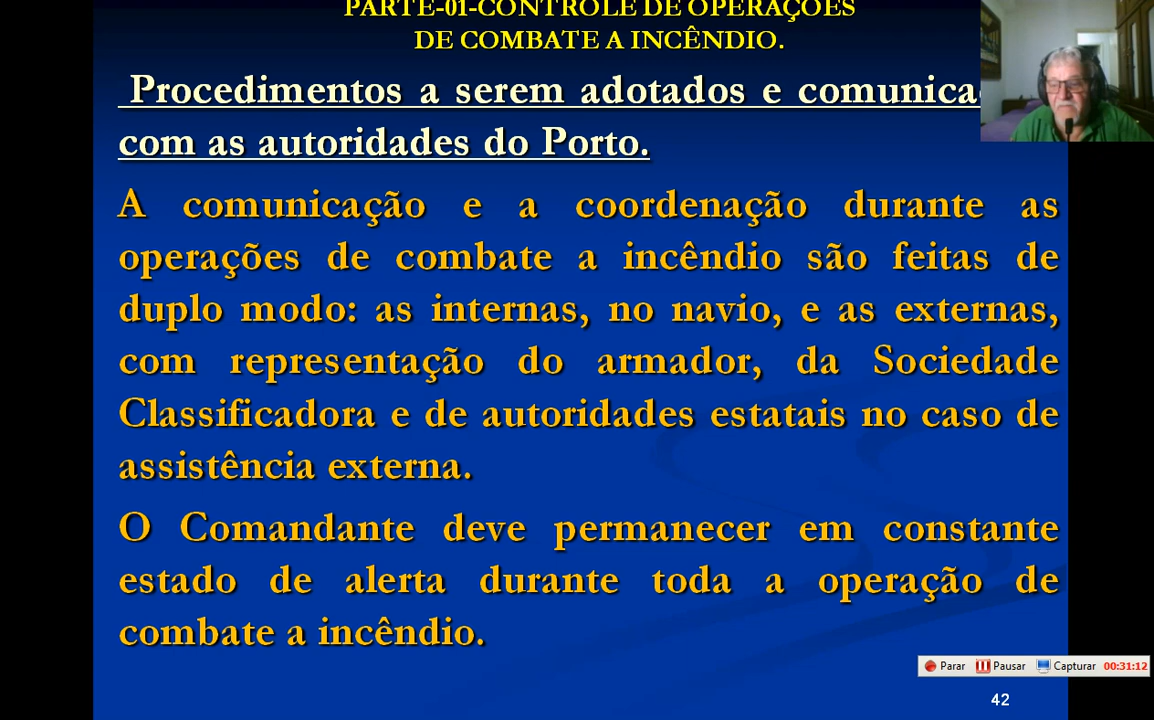 PARTE-01-CONTROLE DE OPERAÇÕES
DE COMBATE A INCÊNDIO.
Procedimentos a serem adotados e
com as autoridades do Porto.
A comunicação e a coordenação durante as
operações de combate a incêndio são feitas de
duplo modo: as internas, no navio, e as externas,
com representação do armador, da Sociedade
Classificadora e de autoridades estatais no caso de
assistência externa.
O Comandante deve permanecer em constante
estado de alerta durante toda a operação de
combate a incêndio.
Parar Pausar Capturar 00:31:12
42